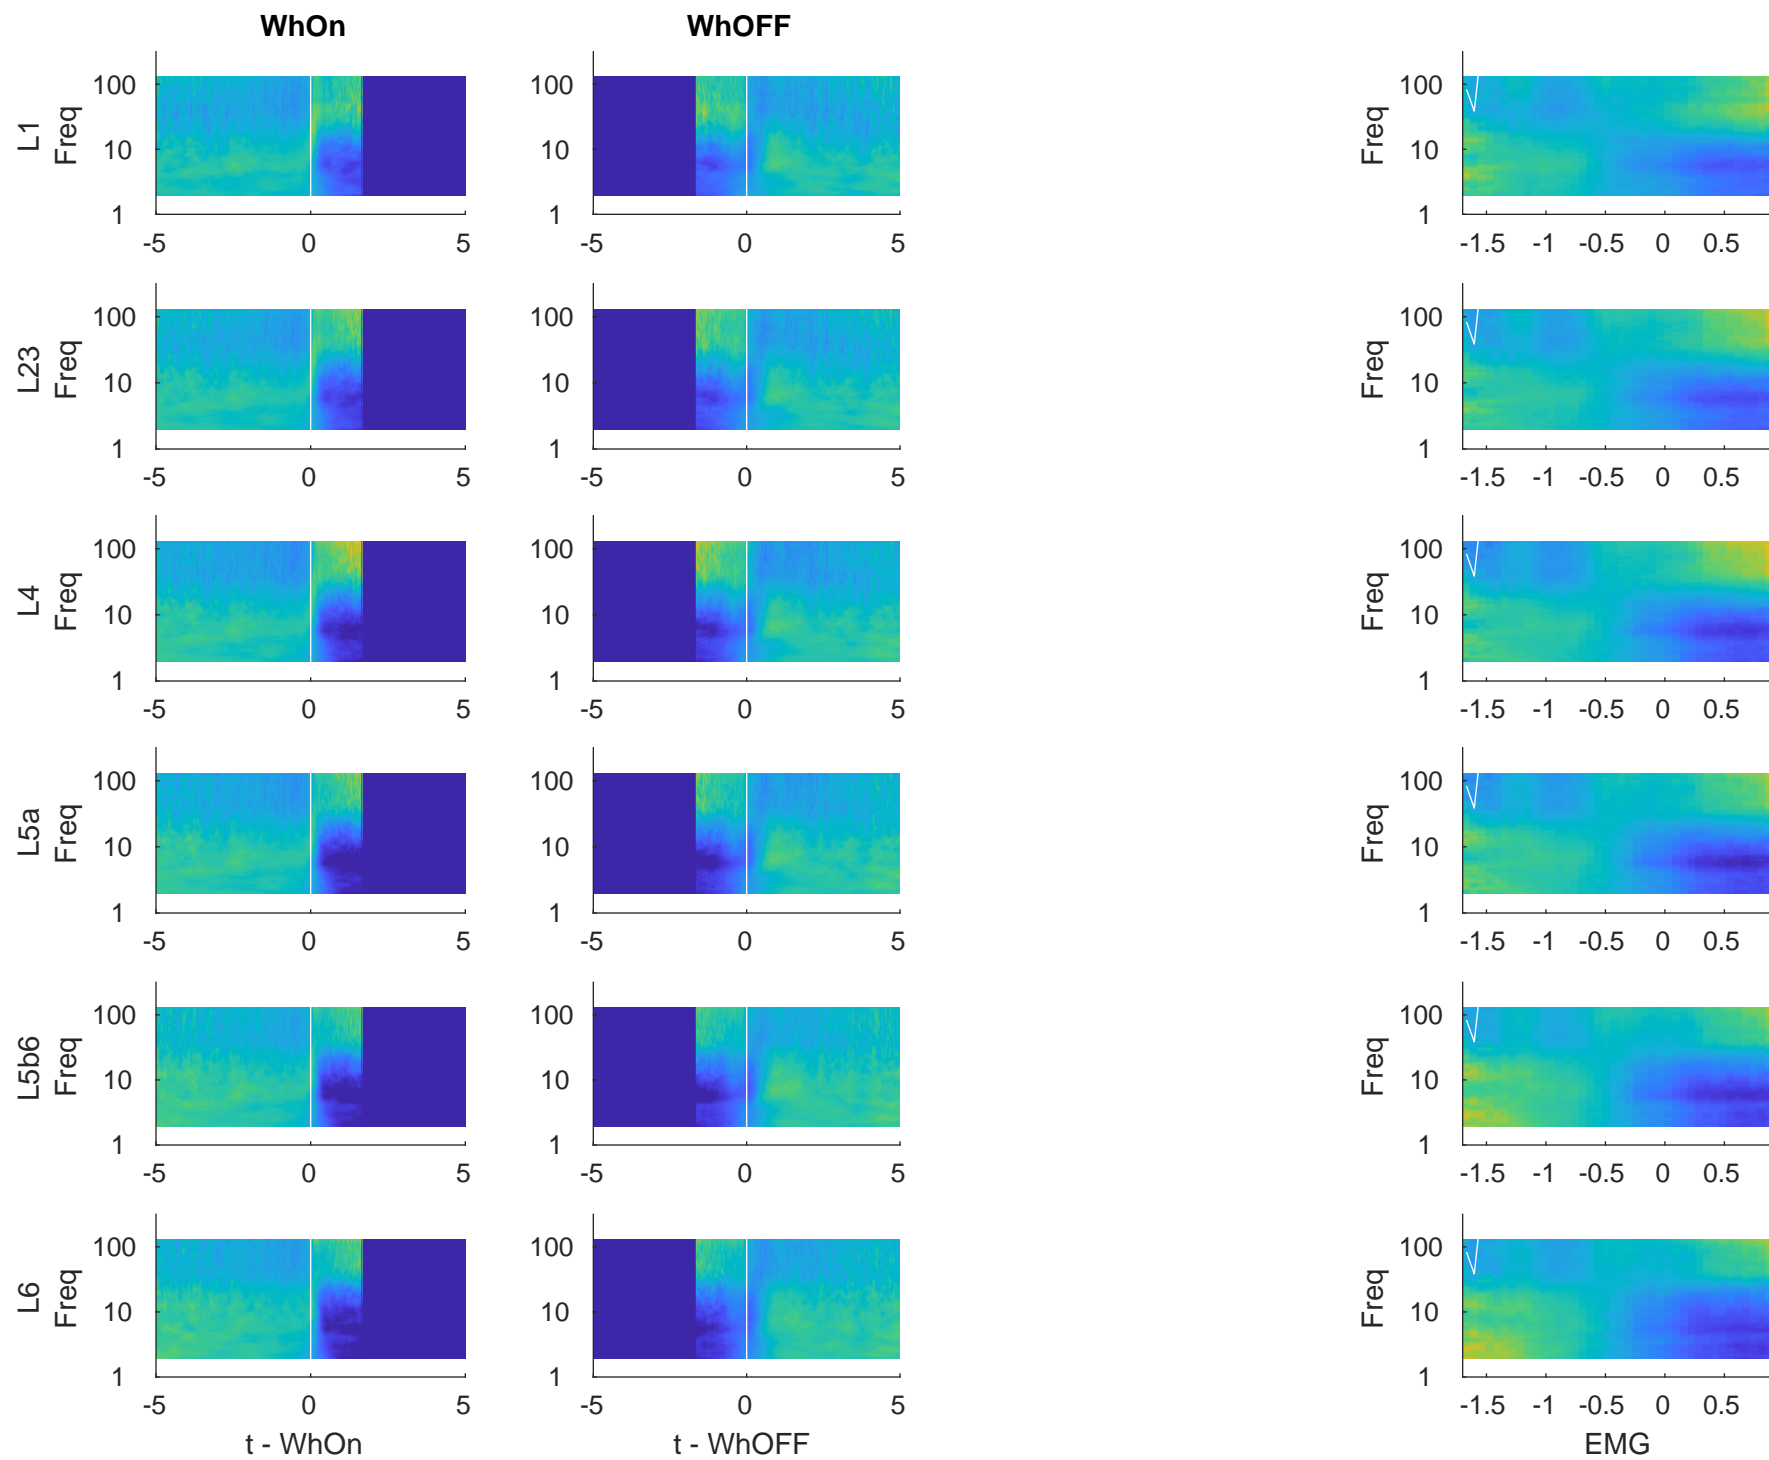 WhOn WhOFF
L1 Freq 100 10 1 -5 0 5 -5 0 5
100 10 1
Freq 100 10 1 -1.5 -1 -0.5 0 0.5
L23 Freq 100 10 1 -5 0 5
100 10 1 -5 0 5
Freq 100 10 1 -1.5 -1 -0.5 0 0.5
L4 Freq 100 10 1 -5 0 5
100 10 1 -5 0 5
Freq 100 10 1 -1.5 -1 -0.5 0 0.5
L5a Freq 100 10 1 -5 0 5
100 10 1 -5 0 5
Freq 100 10 1 -1.5 -1 -0.5 0 0.5
L5b6 Freq 100 10 1 -5 0 5
100 10 1 -5 0 5
Freq 100 10 1 -1.5 -1 -0.5 0 0.5
L6 Freq 100 10 1 -5 0 5
100 10 1 -5 0 5
Freq 100 10 1 -1.5 -1 -0.5 0 0.5
t - WhOn t - WhOFF EMG